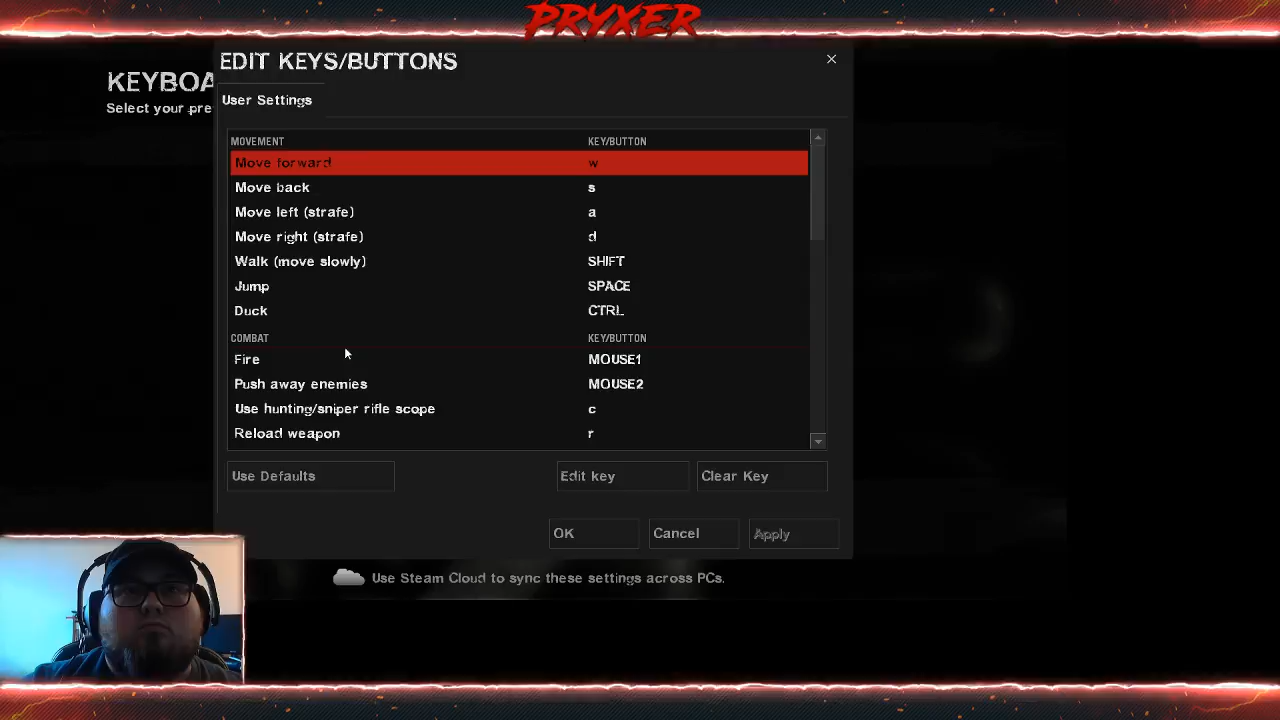 PRYXER
EDIT KEYS/BUTTONS
KEYBOA
Select your pre
User Settings
MOVEMENT KEY/BUTTON
Move forward w
Move back s
Move left (strafe) a
Move right (strafe) d
Walk (move slowly) SHIFT
Jump SPACE
Duck CTRL
COMBAT KEY/BUTTON
Fire MOUSE1
Push away enemies MOUSE2
Use hunting/sniper rifle scope c
Reload weapon r
Use Defaults Edit key Clear Key
OK Cancel Apply
Use Steam Cloud to sync these settings across PCs.